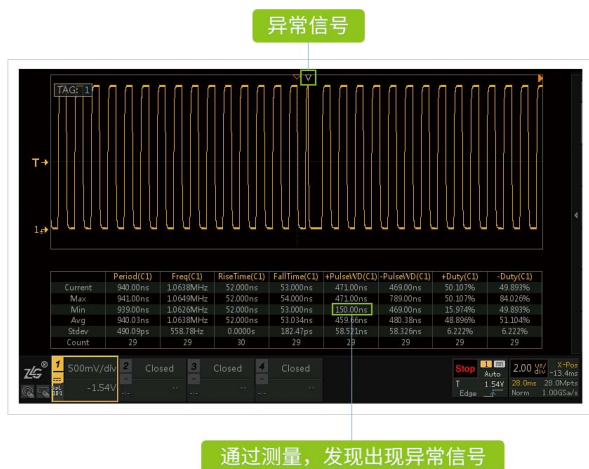 异常信号
TAG: 1
T
1
Period(C1) Freq(C1) RiseTime(C1) FallTime(C1) +PulseWD(C1) -PulseWD(C1) +Duty(C1) -Duty(C1)
Current 940.00ns 1.0638MHz 52.000ns 53.000ns 471.00ns 469.00ns 50.107% 49.893%
Max 941.00ns 1.0649MHz 52.000ns 54.000ns 471.00ns 789.00ns 50.107% 84.026%
Min 939.00ns 1.0626MHz 52.000ns 53.000ns 150.00ns 469.00ns 15.974% 49.893%
Avg 940.03ns 1.0638MHz 52.000ns 53.034ns 459.66ns 480.38ns 48.896% 51.104%
Stdev 490.09ps 558.78Hz 0.0000s 182.47ps 58.521ns 58.326ns 6.222% 6.222%
Count 29 29 30 29 29 29 29 29
ZLG® 1 500mV/div 2 Closed 3 Closed 4 Closed
-1.54V
Stop 1 Auto 2.00 us/div X-Pos -13.4ms
T 1.54V 28.0ms 28.0Mpts
Edge Norm 1.00GSa/s
通过测量，发现出现异常信号